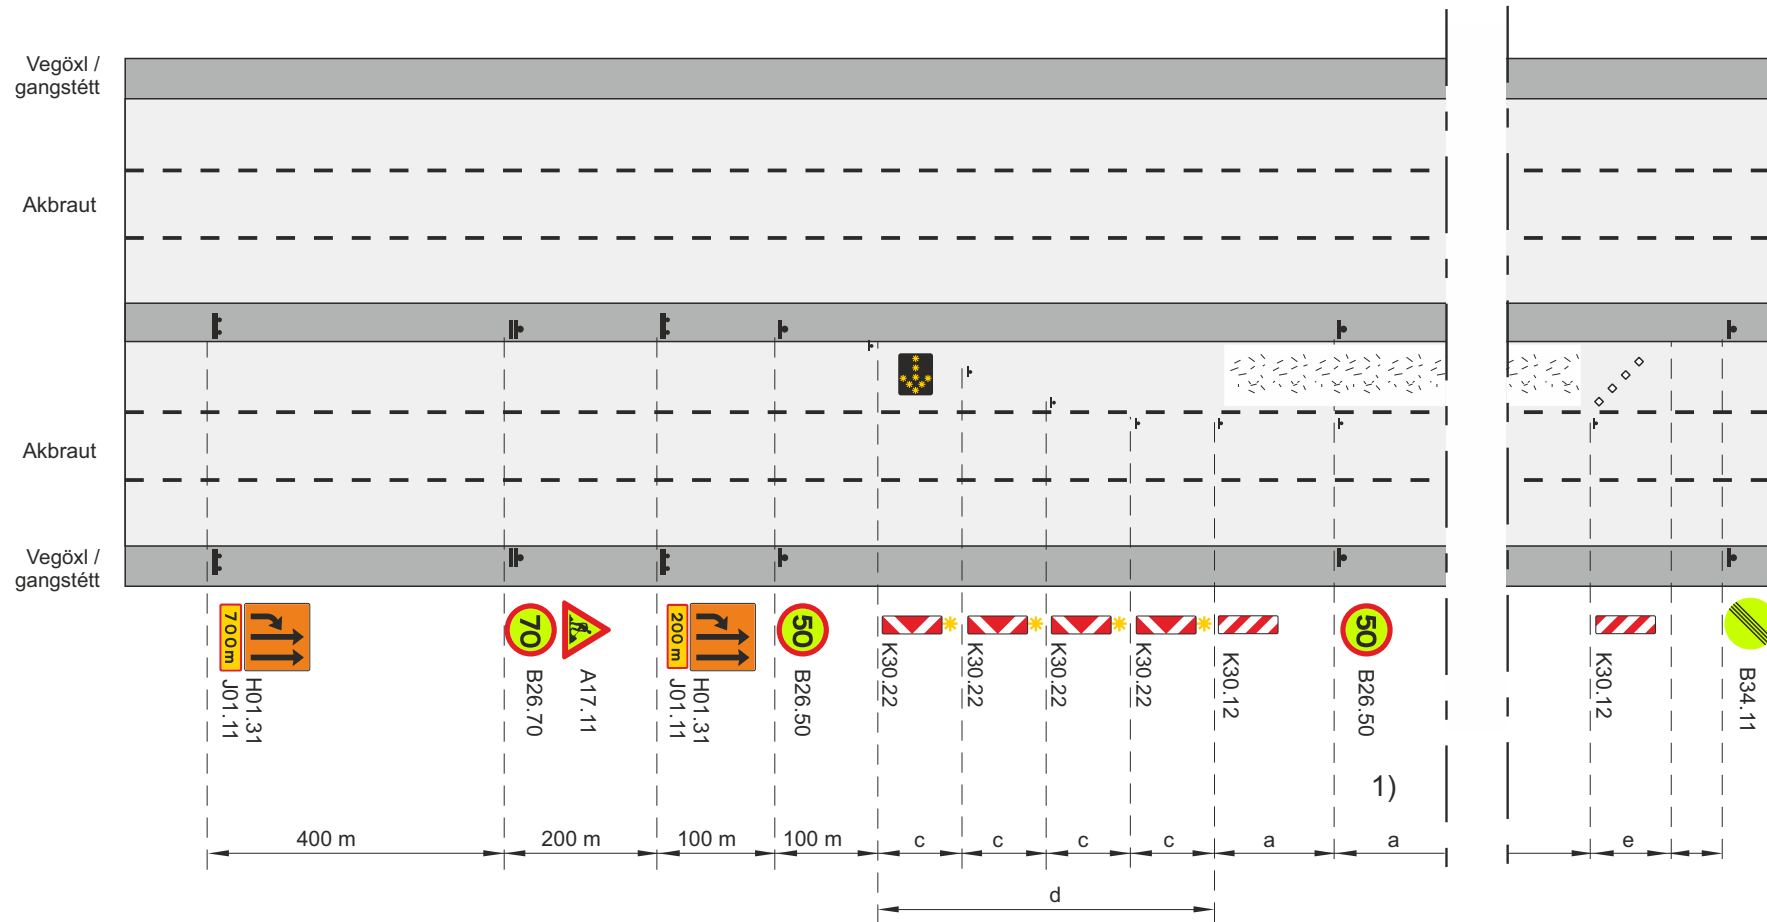 Vegöxl /
gangstétt
Akbraut
Akbraut
Vegöxl /
gangstétt
700 m
J01.11
H01.31
70
B26.70
A17.11
200 m
J01.11
H01.31
50
B26.50
K30.22
K30.22
K30.22
K30.22
K30.12
50
B26.50
K30.12
B34.11
1)
400 m
200 m
100 m
100 m
c
c
c
c
a
a
e
d